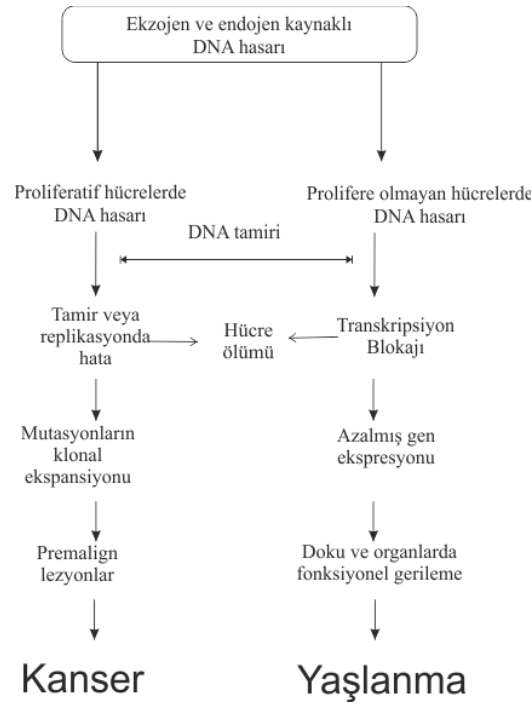 Ekzojen ve endojen kaynaklı
DNA hasarı
Proliferatif hücrelerde
DNA hasarı
Prolifere olmayan hücrelerde
DNA hasarı
DNA tamiri
Tamir veya
replikasyonda
hata
Hücre
ölümü
Transkripsiyon
Blokajı
Mutasyonların
klonal
ekspansiyonu
Azalmış gen
ekspresyonu
Premalign
lezyonlar
Doku ve organlarda
fonksiyonel gerileme
Kanser
Yaşlanma